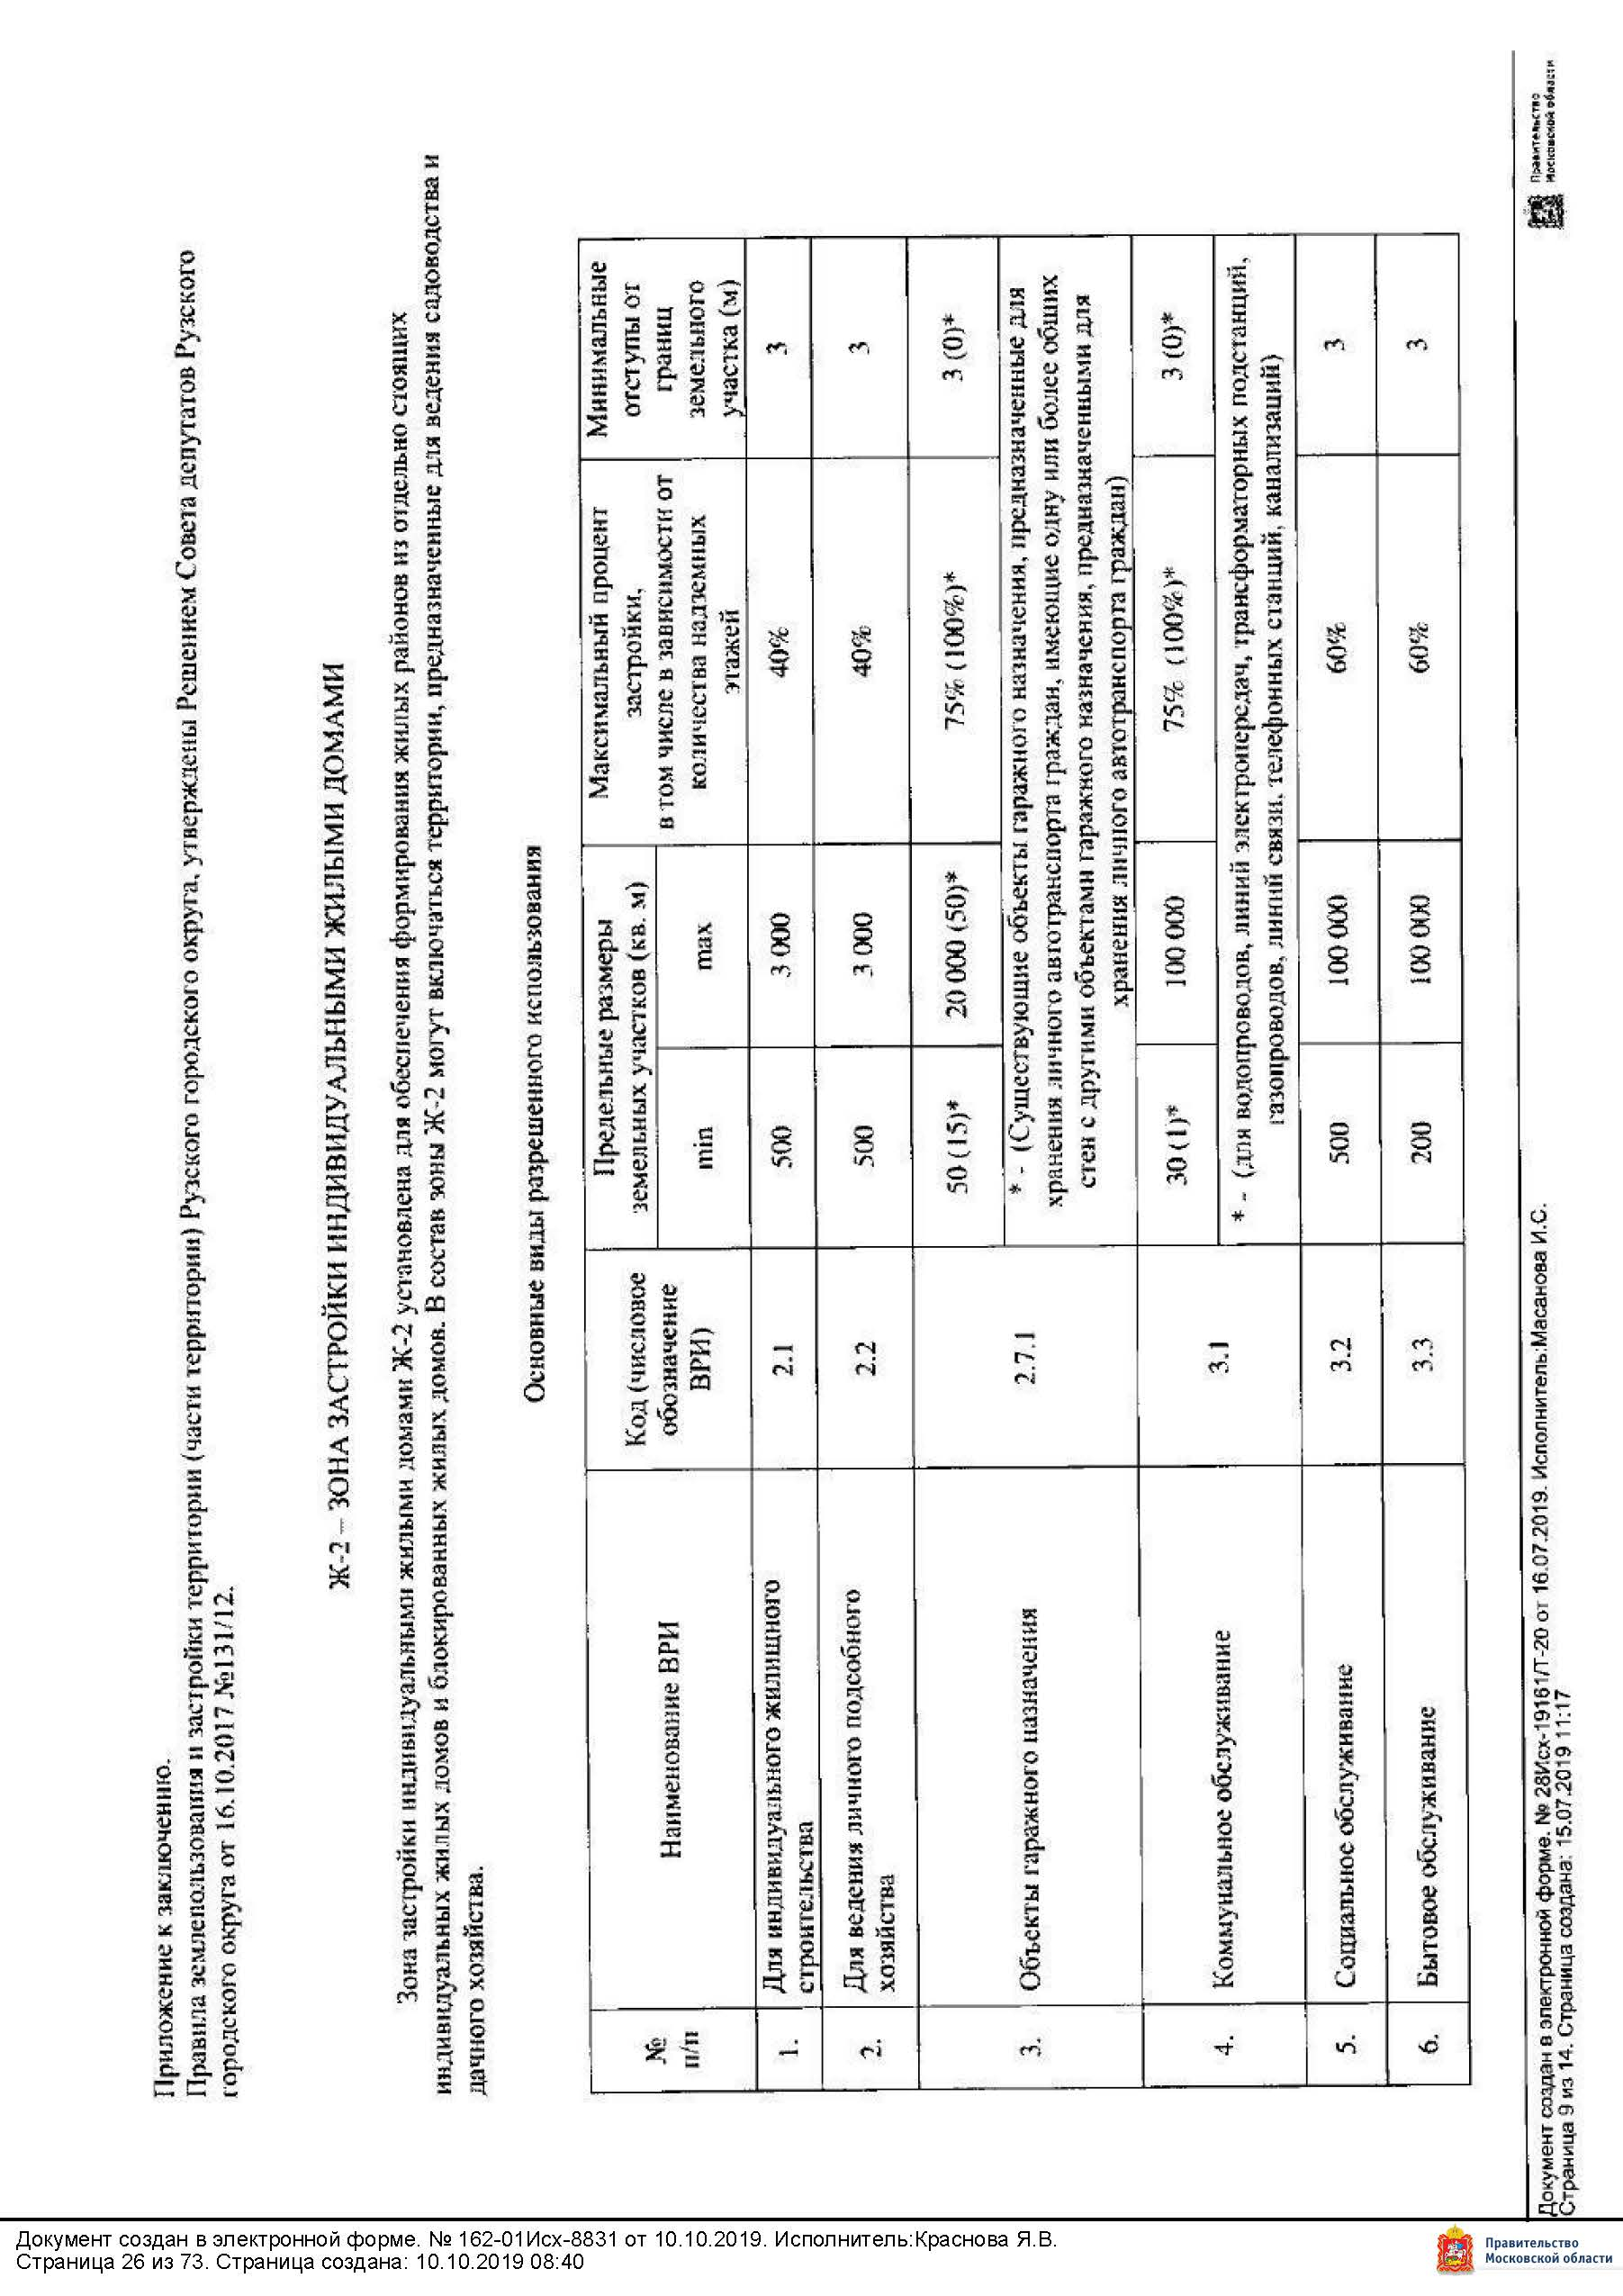 Приложение к заключению.
Правила землепользования и застройки территории (части территории) Рузского городского округа, утверждены Решением Совета депутатов Рузского
городского округа от 16.10.2017 №131/12.
Ж-2 – ЗОНА ЗАСТРОЙКИ ИНДИВИДУАЛЬНЫМИ ЖИЛЫМИ ДОМАМИ
Зона застройки индивидуальными жилыми домами Ж-2 установлена для обеспечения формирования жилых районов из отдельно стоящих
индивидуальных жилых домов и блокированных жилых домов. В состав зоны Ж-2 могут включаться территории, предназначенные для ведения садоводства и
дачного хозяйства.
Основные виды разрешенного использования
№
п/п
Наименование ВРИ
Код (числовое
обозначение
ВРИ)
Предельные размеры
земельных участков (кв. м)
min
max
Максимальный процент
застройки,
в том числе в зависимости от
количества надземных
этажей
Минимальные
отступы от
границ
земельного
участка (м)
1.
Для индивидуального жилищного
строительства
2.1
500
3 000
40%
3
2.
Для ведения личного подсобного
хозяйства
2.2
500
3 000
40%
3
3.
Объекты гаражного назначения
2.7.1
50 (15)*
20 000 (50)*
75% (100%)*
3 (0)*
* - (Существующие объекты гаражного назначения, предназначенные для
хранения личного автотранспорта граждан, имеющие одну или более общих
стен с другими объектами гаражного назначения, предназначенными для
хранения личного автотранспорта граждан)
4.
Коммунальное обслуживание
3.1
30 (1)*
100 000
75% (100%)*
3 (0)*
* - (для водопроводов, линий электропередач, трансформаторных подстанций,
газопроводов, линий связи, телефонных станций, канализаций)
5.
Социальное обслуживание
3.2
500
100 000
60%
3
6.
Бытовое обслуживание
3.3
200
100 000
60%
3
Документ создан в электронной форме. № 28Исх-19161/Т-20 от 16.07.2019. Исполнитель:Масанова И.С.
Страница 9 из 14. Страница создана: 15.07.2019 11:17
Правительство
Московской области
Документ создан в электронной форме. № 162-01Исх-8831 от 10.10.2019. Исполнитель:Краснова Я.В.
Страница 26 из 73. Страница создана: 10.10.2019 08:40
Правительство
Московской области